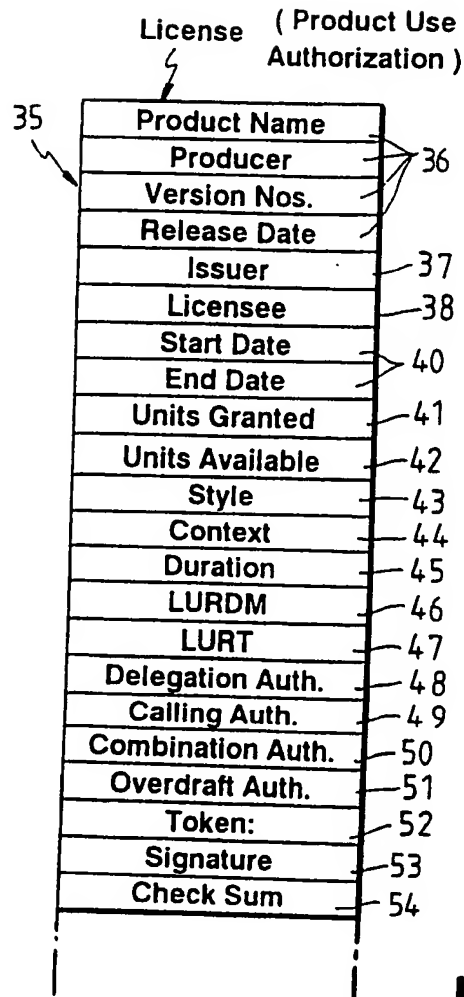 License ( Product Use
Authorization )
35
Product Name
Producer 36
Version Nos.
Release Date
Issuer 37
Licensee 38
Start Date
40
End Date
Units Granted 41
Units Available 42
Style 43
Context 44
Duration 45
LURDM 46
LURT 47
Delegation Auth. 48
Calling Auth. 49
Combination Auth. 50
Overdraft Auth. 51
Token: 52
Signature 53
Check Sum 54